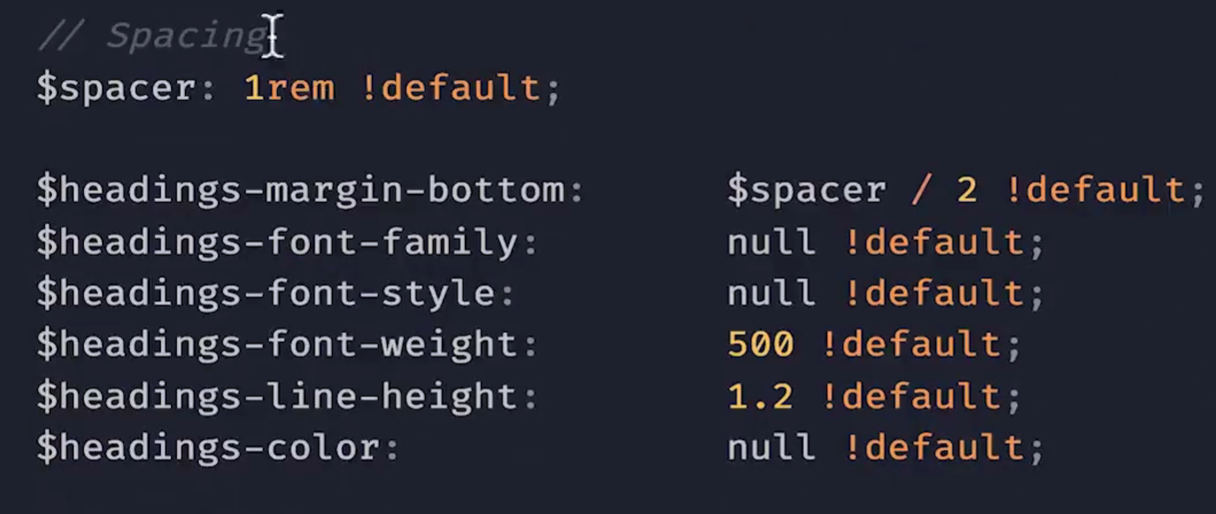 // Spacing
$spacer: 1rem !default;
$headings-margin-bottom: $spacer / 2 !default;
$headings-font-family: null !default;
$headings-font-style: null !default;
$headings-font-weight: 500 !default;
$headings-line-height: 1.2 !default;
$headings-color: null !default;